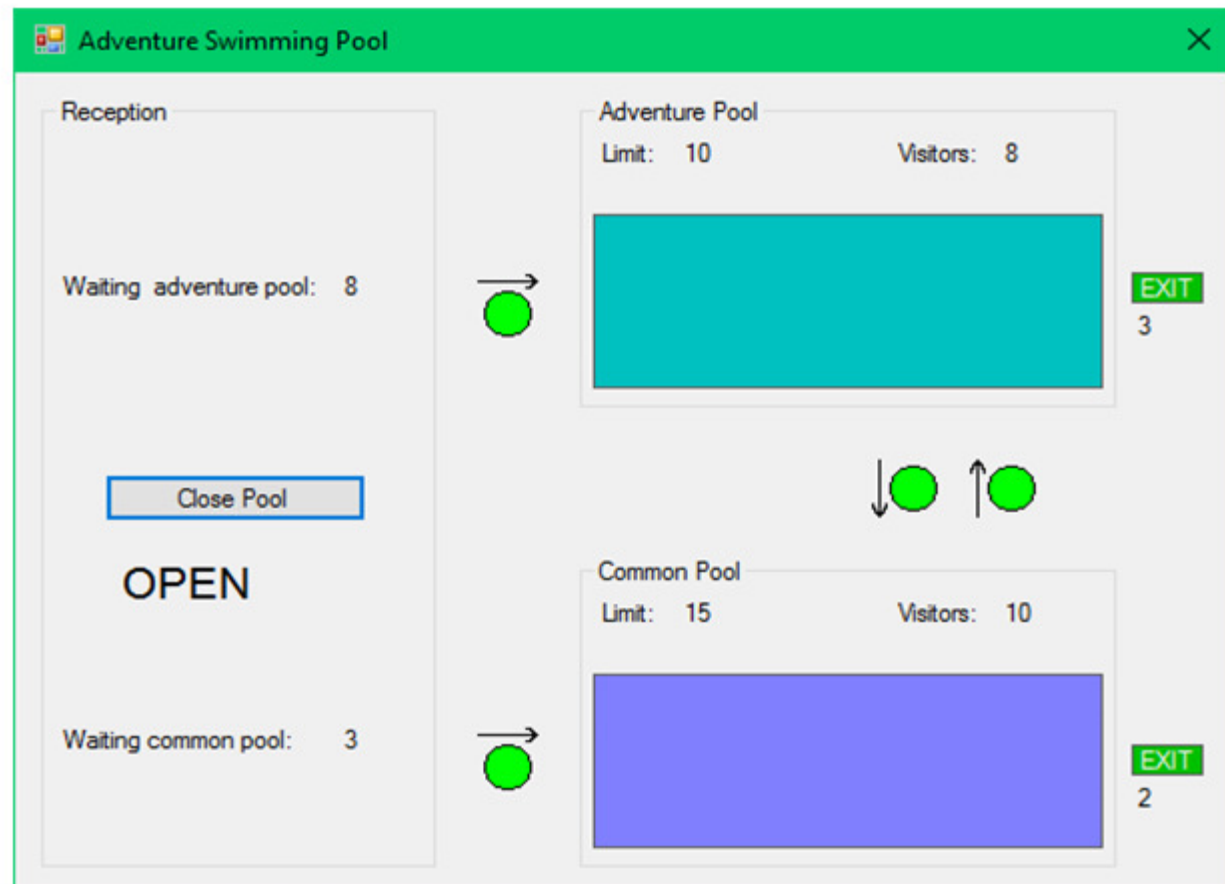 Adventure Swimming Pool
Reception
Waiting adventure pool: 8
Close Pool
OPEN
Waiting common pool: 3
Adventure Pool
Limit: 10 Visitors: 8
EXIT
3
Common Pool
Limit: 15 Visitors: 10
EXIT
2